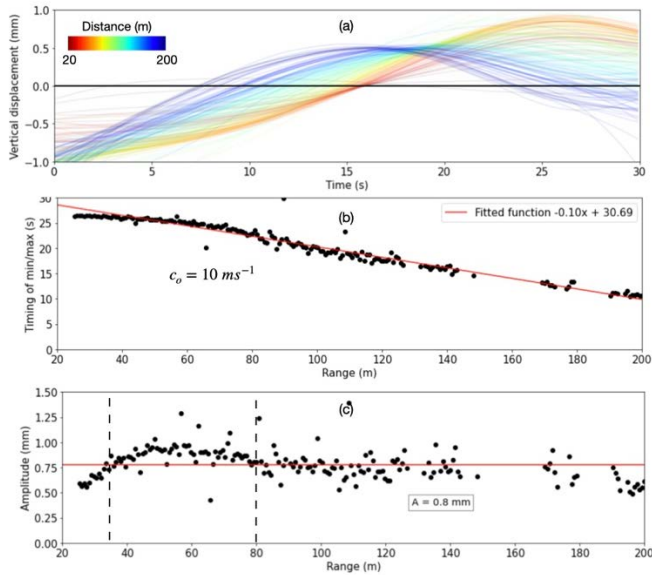 (a)
Distance (m)
20 200
Vertical displacement (mm)
1.0
0.5
0.0
−0.5
−1.0
0 5 10 15 20 25 30
Time (s)
(b)
Fitted function -0.10x + 30.69
c_o = 10 ms⁻¹
Timing of min/max (s)
30
25
20
15
10
5
0
20 40 60 80 100 120 140 160 180 200
Range (m)
(c)
A = 0.8 mm
Amplitude (mm)
1.50
1.25
1.00
0.75
0.50
0.25
0.00
20 40 60 80 100 120 140 160 180 200
Range (m)